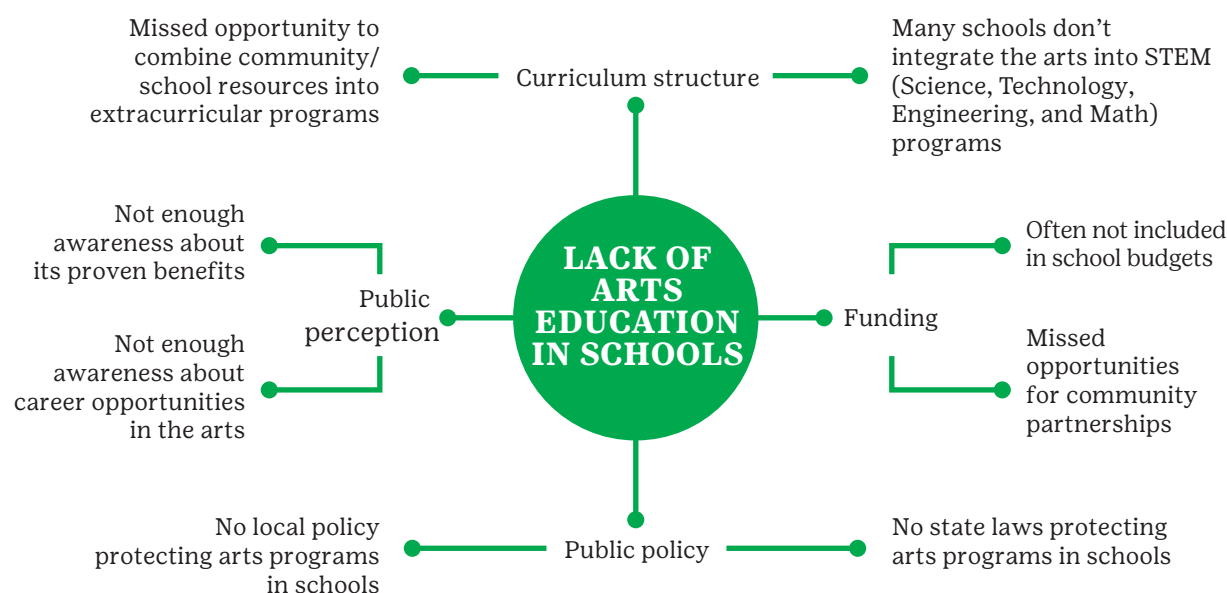 Missed opportunity to
combine community/
school resources into
extracurricular programs
Curriculum structure
Many schools don’t
integrate the arts into STEM
(Science, Technology,
Engineering, and Math)
programs
Not enough
awareness about
its proven benefits
Public
perception
Not enough
awareness about
career opportunities
in the arts
LACK OF
ARTS
EDUCATION
IN SCHOOLS
Funding
Often not included
in school budgets
Missed
opportunities
for community
partnerships
No local policy
protecting arts programs
in schools
Public policy
No state laws protecting
arts programs in schools